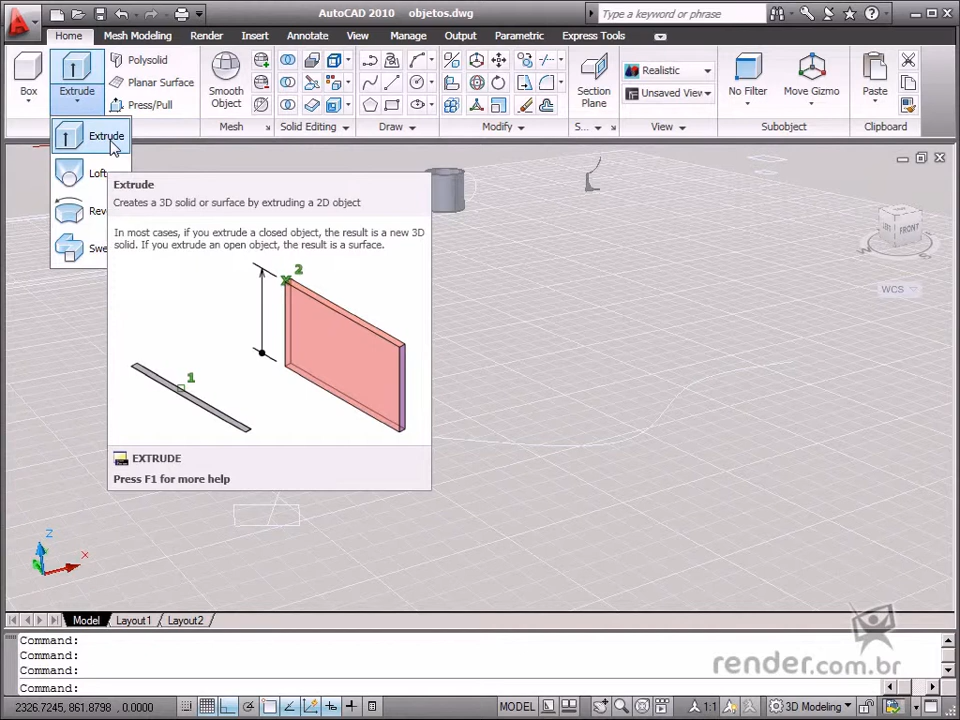 AutoCAD 2010 objetos.dwg
Type a keyword or phrase
Home Mesh Modeling Render Insert Annotate View Manage Output Parametric Express Tools
Box
Extrude
Polysolid
Planar Surface
Press/Pull
Smooth
Object
Section
Plane
Realistic
Unsaved View
No Filter
Move Gizmo
Paste
Mesh Solid Editing Draw Modify S... View Subobject Clipboard
Extrude
Loft
Rev
Swe
Extrude
Creates a 3D solid or surface by extruding a 2D object
In most cases, if you extrude a closed object, the result is a new 3D
solid. If you extrude an open object, the result is a surface.
2
1
EXTRUDE
Press F1 for more help
FRONT
WCS
Z
X
Model Layout1 Layout2
Command:
Command:
Command:
Command:
render.com.br
2326.7245, 861.8798, 0.0000
MODEL
1:1
3D Modeling